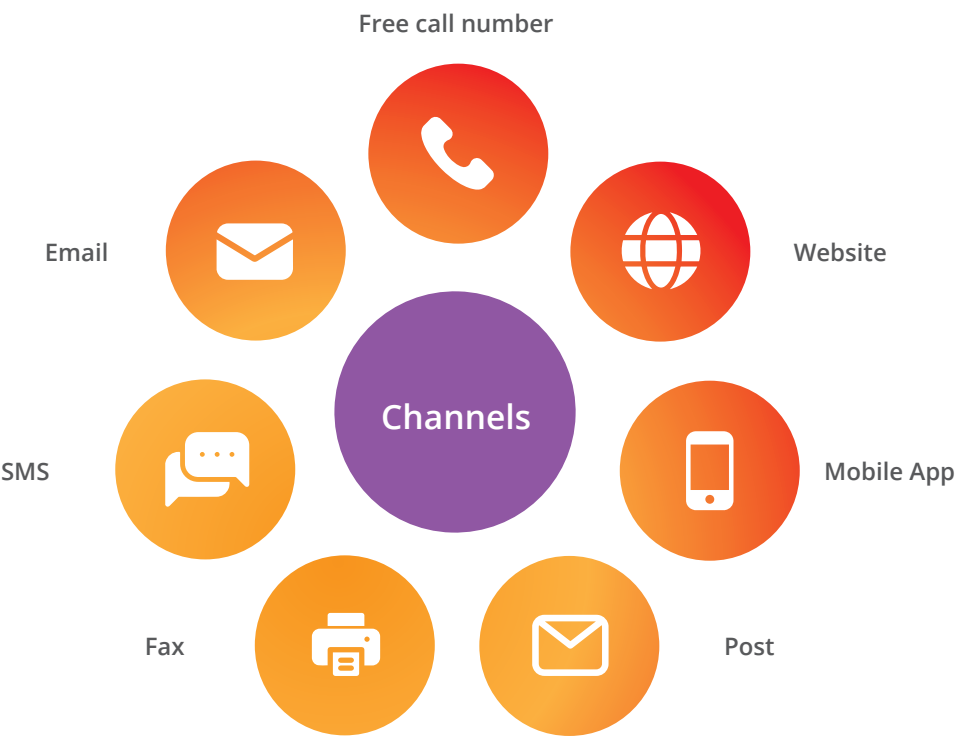 Free call number
Email
Website
Channels
SMS
Mobile App
Fax
Post